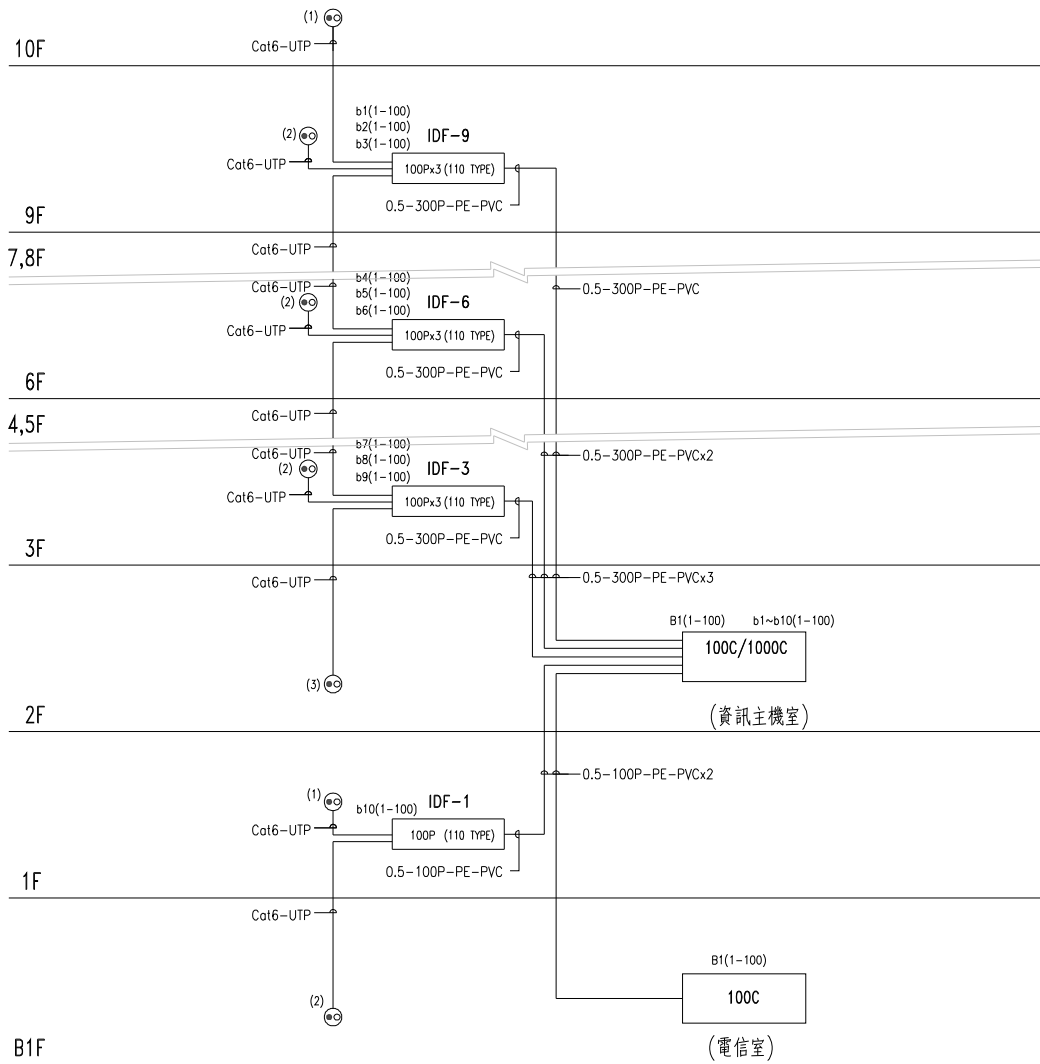 (1)
Cat6-UTP
10F
b1(1-100)
b2(1-100)
b3(1-100)
IDF-9
(2)
Cat6-UTP
100Px3 (110 TYPE)
0.5-300P-PE-PVC
9F
Cat6-UTP
7,8F
Cat6-UTP
b4(1-100)
b5(1-100)
b6(1-100)
0.5-300P-PE-PVC
(2)
IDF-6
Cat6-UTP
100Px3 (110 TYPE)
0.5-300P-PE-PVC
6F
Cat6-UTP
4,5F
Cat6-UTP
b7(1-100)
b8(1-100)
b9(1-100)
0.5-300P-PE-PVCx2
(2)
IDF-3
Cat6-UTP
100Px3 (110 TYPE)
0.5-300P-PE-PVC
3F
Cat6-UTP
0.5-300P-PE-PVCx3
B1(1-100) b1~b10(1-100)
100C/1000C
(3)
2F
(資訊主機室)
0.5-100P-PE-PVCx2
(1)
b10(1-100)
IDF-1
Cat6-UTP
100P (110 TYPE)
0.5-100P-PE-PVC
1F
Cat6-UTP
B1(1-100)
100C
(2)
B1F
(電信室)